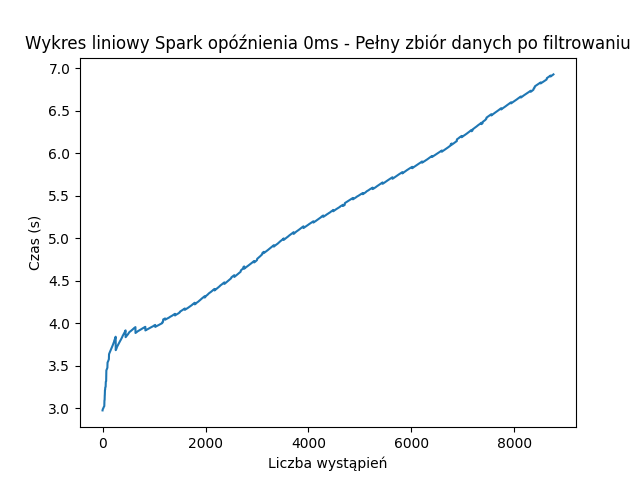 Wykres liniowy Spark opóźnienia 0ms - Pełny zbiór danych po filtrowaniu
7.0
6.5
6.0
5.5
5.0
4.5
4.0
3.5
3.0
Czas (s)
0 2000 4000 6000 8000
Liczba wystąpień